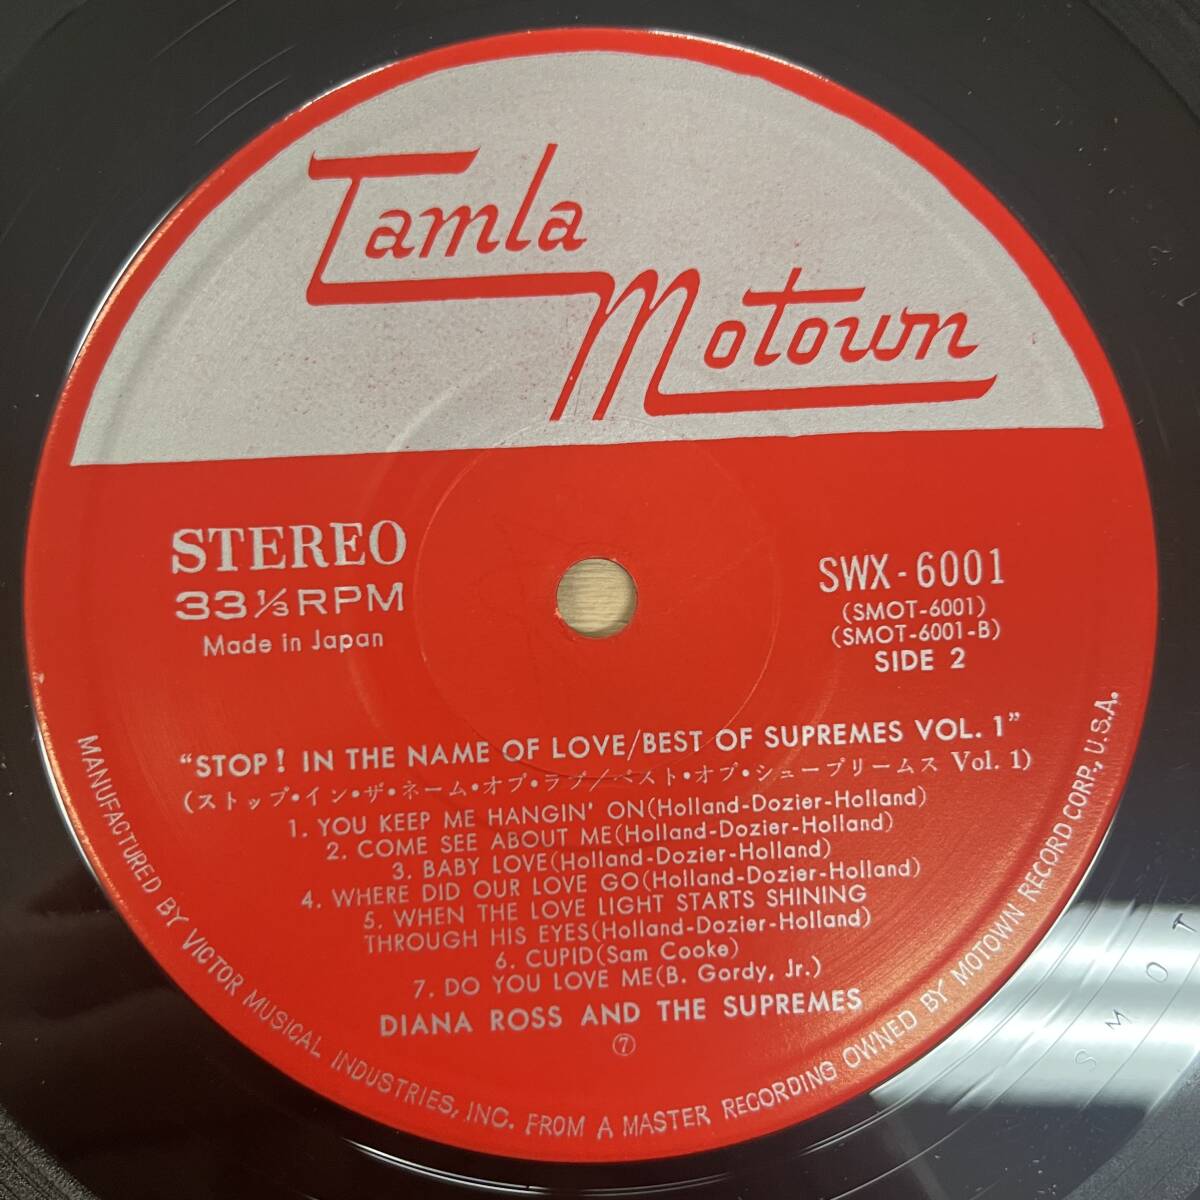 Tamla
Motown
STEREO
33 1/3 RPM
Made in Japan
SWX-6001
(SMOT-6001)
(SMOT-6001-B)
SIDE 2
"STOP! IN THE NAME OF LOVE/BEST OF SUPREMES VOL. 1"
(ストップ・イン・ザ・ネーム・オブ・ラブ/ベスト・オブ・シュープリームス Vol. 1)
1. YOU KEEP ME HANGIN' ON(Holland-Dozier-Holland)
2. COME SEE ABOUT ME(Holland-Dozier-Holland)
3. BABY LOVE(Holland-Dozier-Holland)
4. WHERE DID OUR LOVE GO(Holland-Dozier-Holland)
5. WHEN THE LOVE LIGHT STARTS SHINING
THROUGH HIS EYES(Holland-Dozier-Holland)
6. CUPID(Sam Cooke)
7. DO YOU LOVE ME(B. Gordy, Jr.)
DIANA ROSS AND THE SUPREMES
⑦
MANUFACTURED BY VICTOR MUSICAL INDUSTRIES, INC. FROM A MASTER RECORDING OWNED BY MOTOWN RECORD CORP., U.S.A.
S M O T